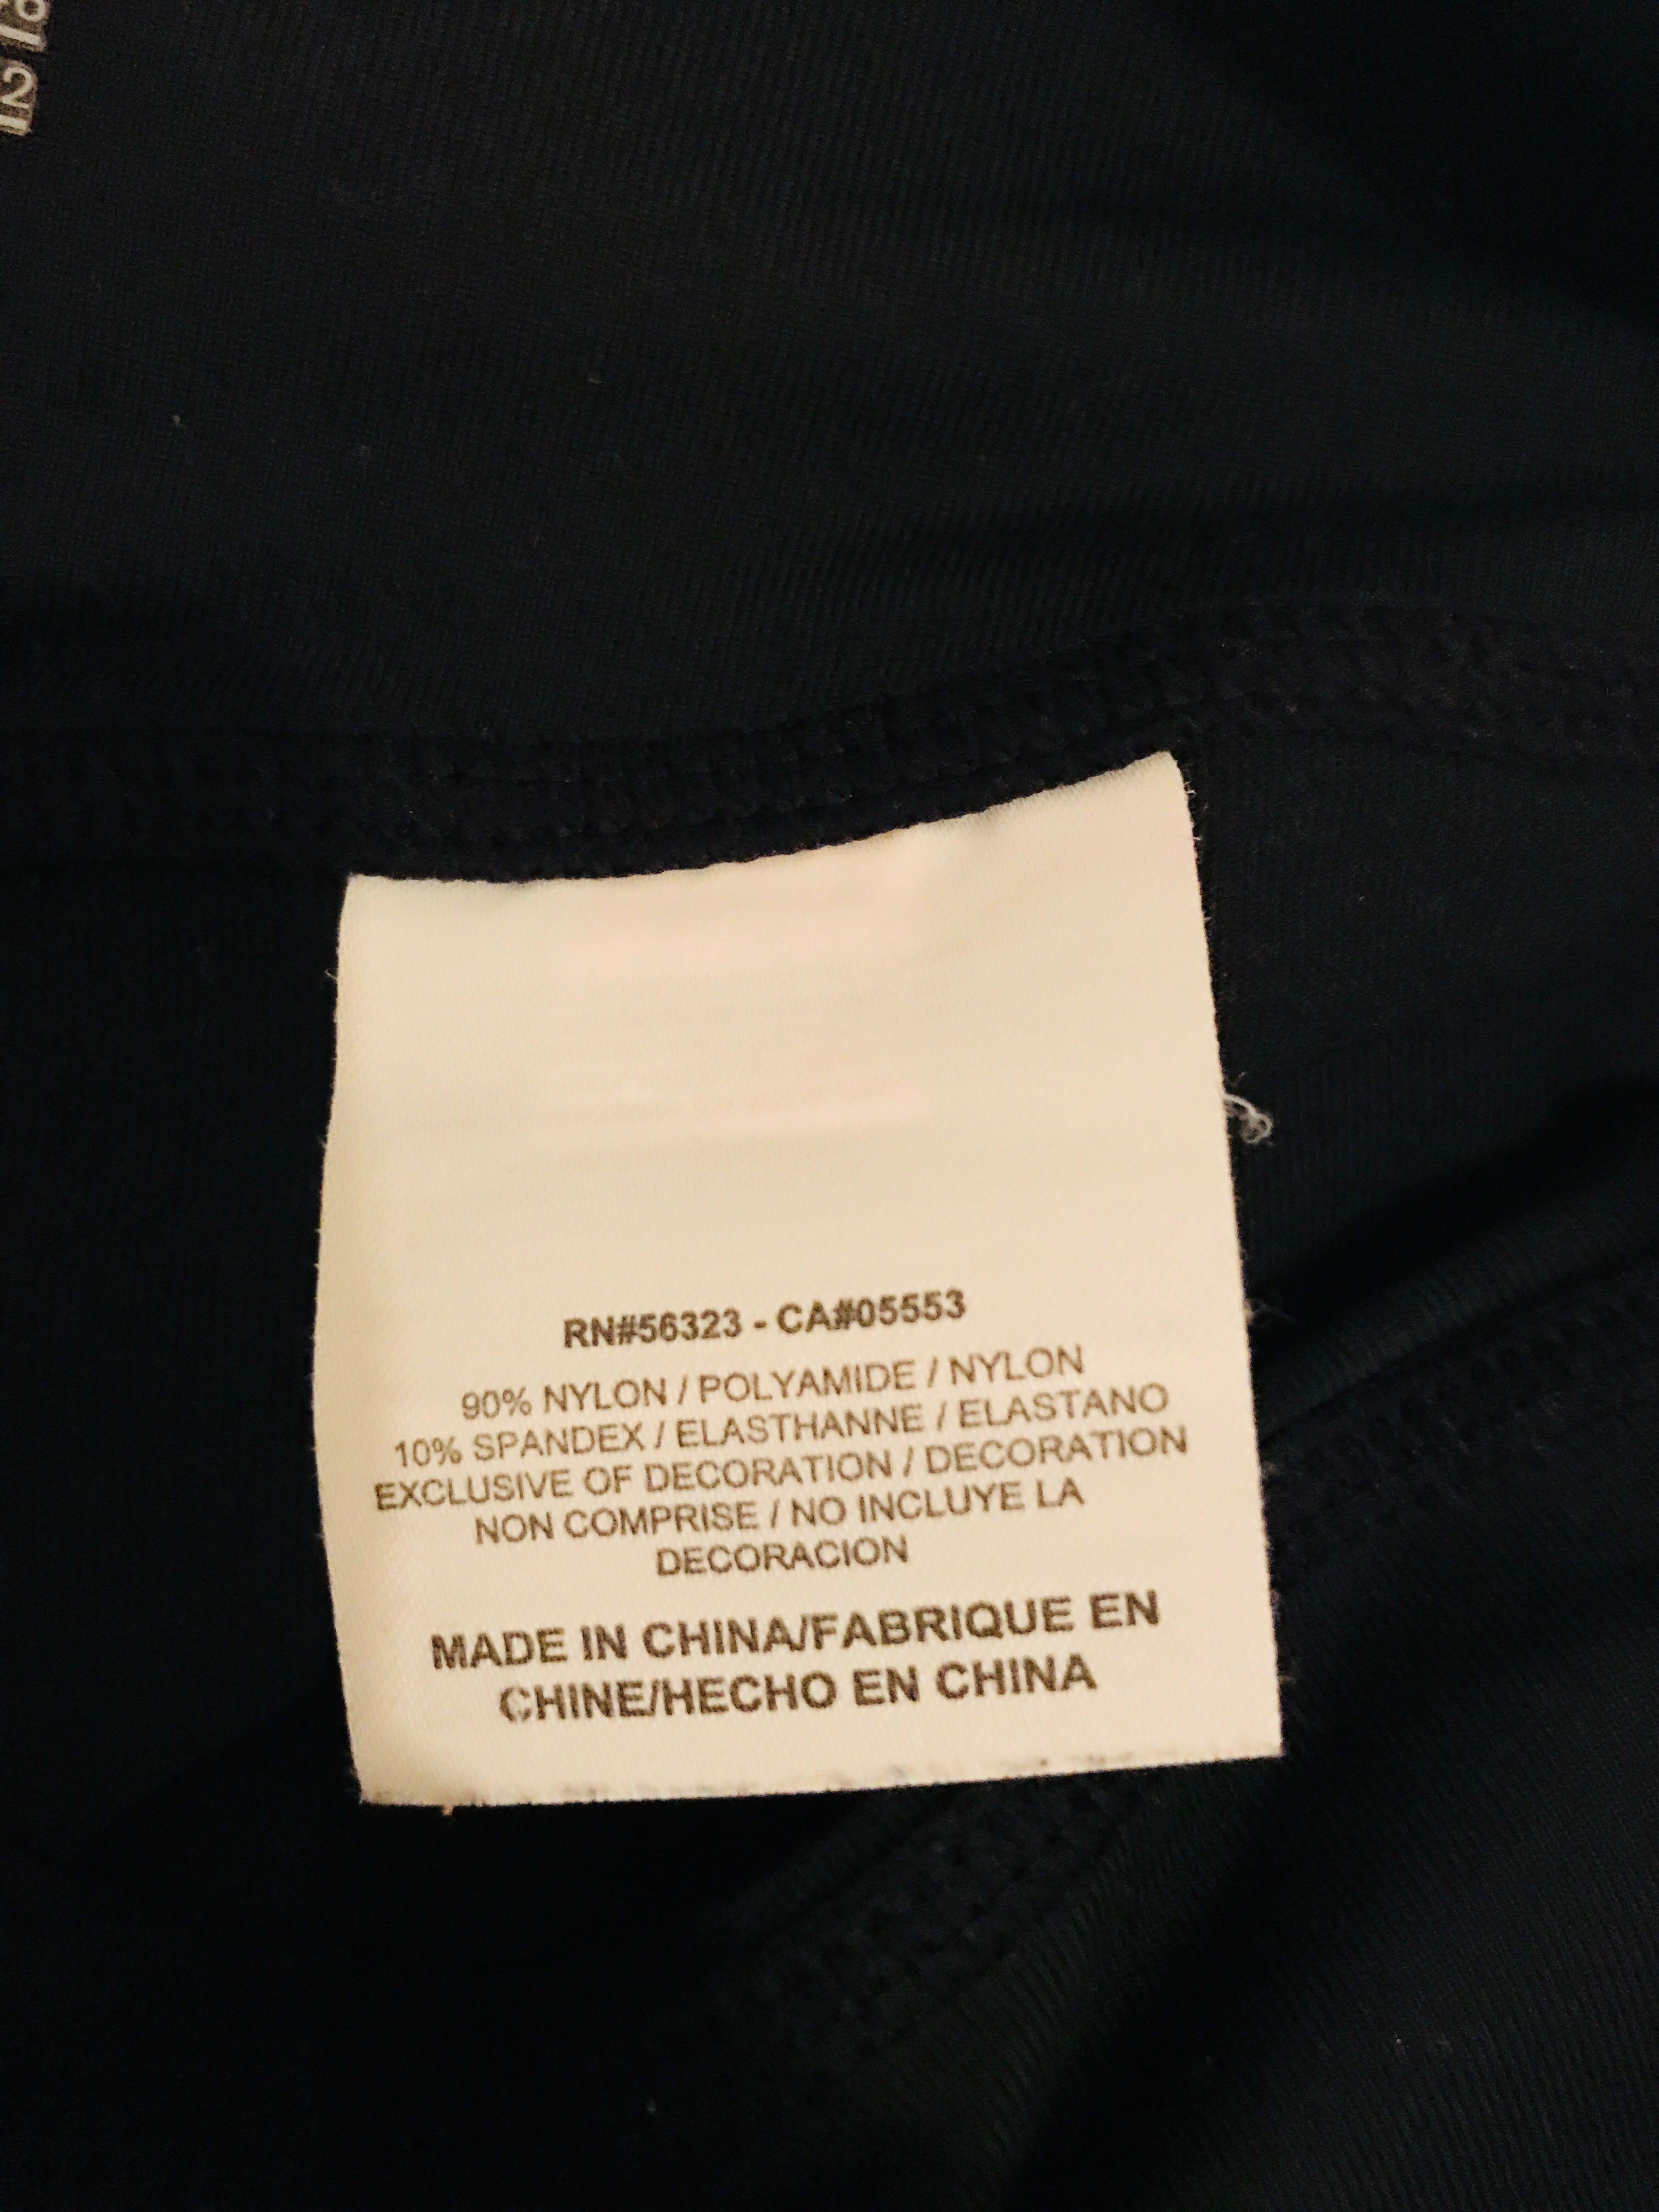 12
RN#56323 - CA#05553
90% NYLON / POLYAMIDE / NYLON
10% SPANDEX / ELASTHANNE / ELASTANO
EXCLUSIVE OF DECORATION / DECORATION
NON COMPRISE / NO INCLUYE LA
DECORACION
MADE IN CHINA/FABRIQUE EN
CHINE/HECHO EN CHINA